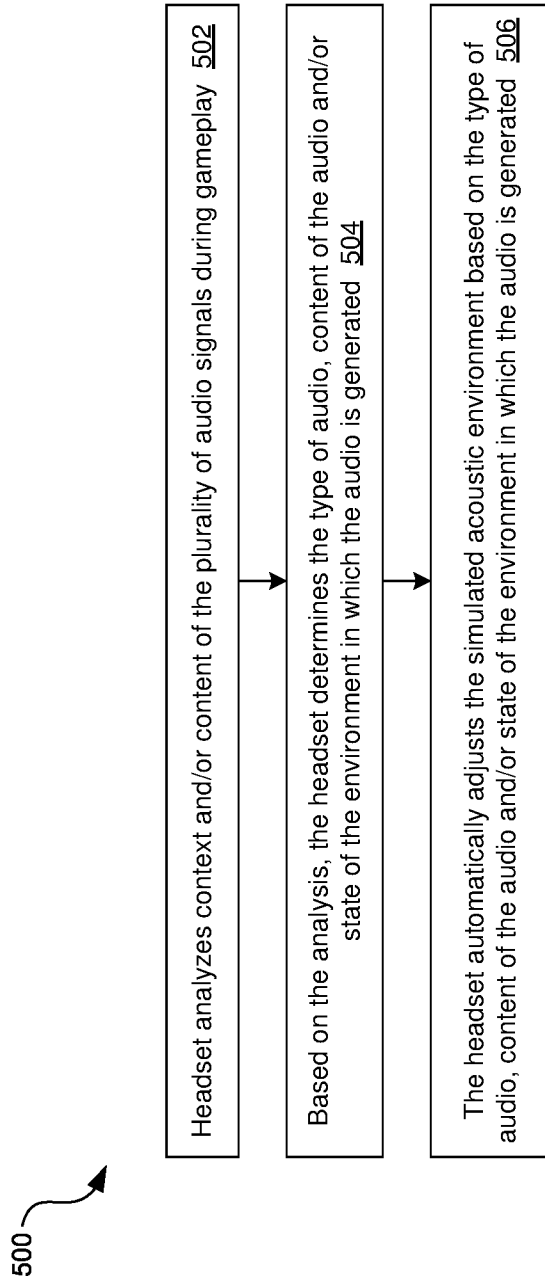 500
Headset analyzes context and/or content of the plurality of audio signals during gameplay 502
Based on the analysis, the headset determines the type of audio, content of the audio and/or
state of the environment in which the audio is generated 504
The headset automatically adjusts the simulated acoustic environment based on the type of
audio, content of the audio and/or state of the environment in which the audio is generated 506